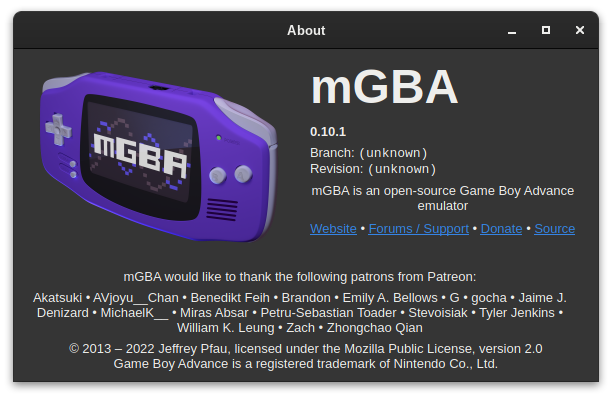 About
mGBA
mGBA
0.10.1
Branch: (unknown)
Revision: (unknown)
mGBA is an open-source Game Boy Advance
emulator
Website • Forums / Support • Donate • Source
mGBA would like to thank the following patrons from Patreon:
Akatsuki • AVjoyu__Chan • Benedikt Feih • Brandon • Emily A. Bellows • G • gocha • Jaime J.
Denizard • MichaelK__ • Miras Absar • Petru-Sebastian Toader • Stevoisiak • Tyler Jenkins •
William K. Leung • Zach • Zhongchao Qian
© 2013 – 2022 Jeffrey Pfau, licensed under the Mozilla Public License, version 2.0
Game Boy Advance is a registered trademark of Nintendo Co., Ltd.